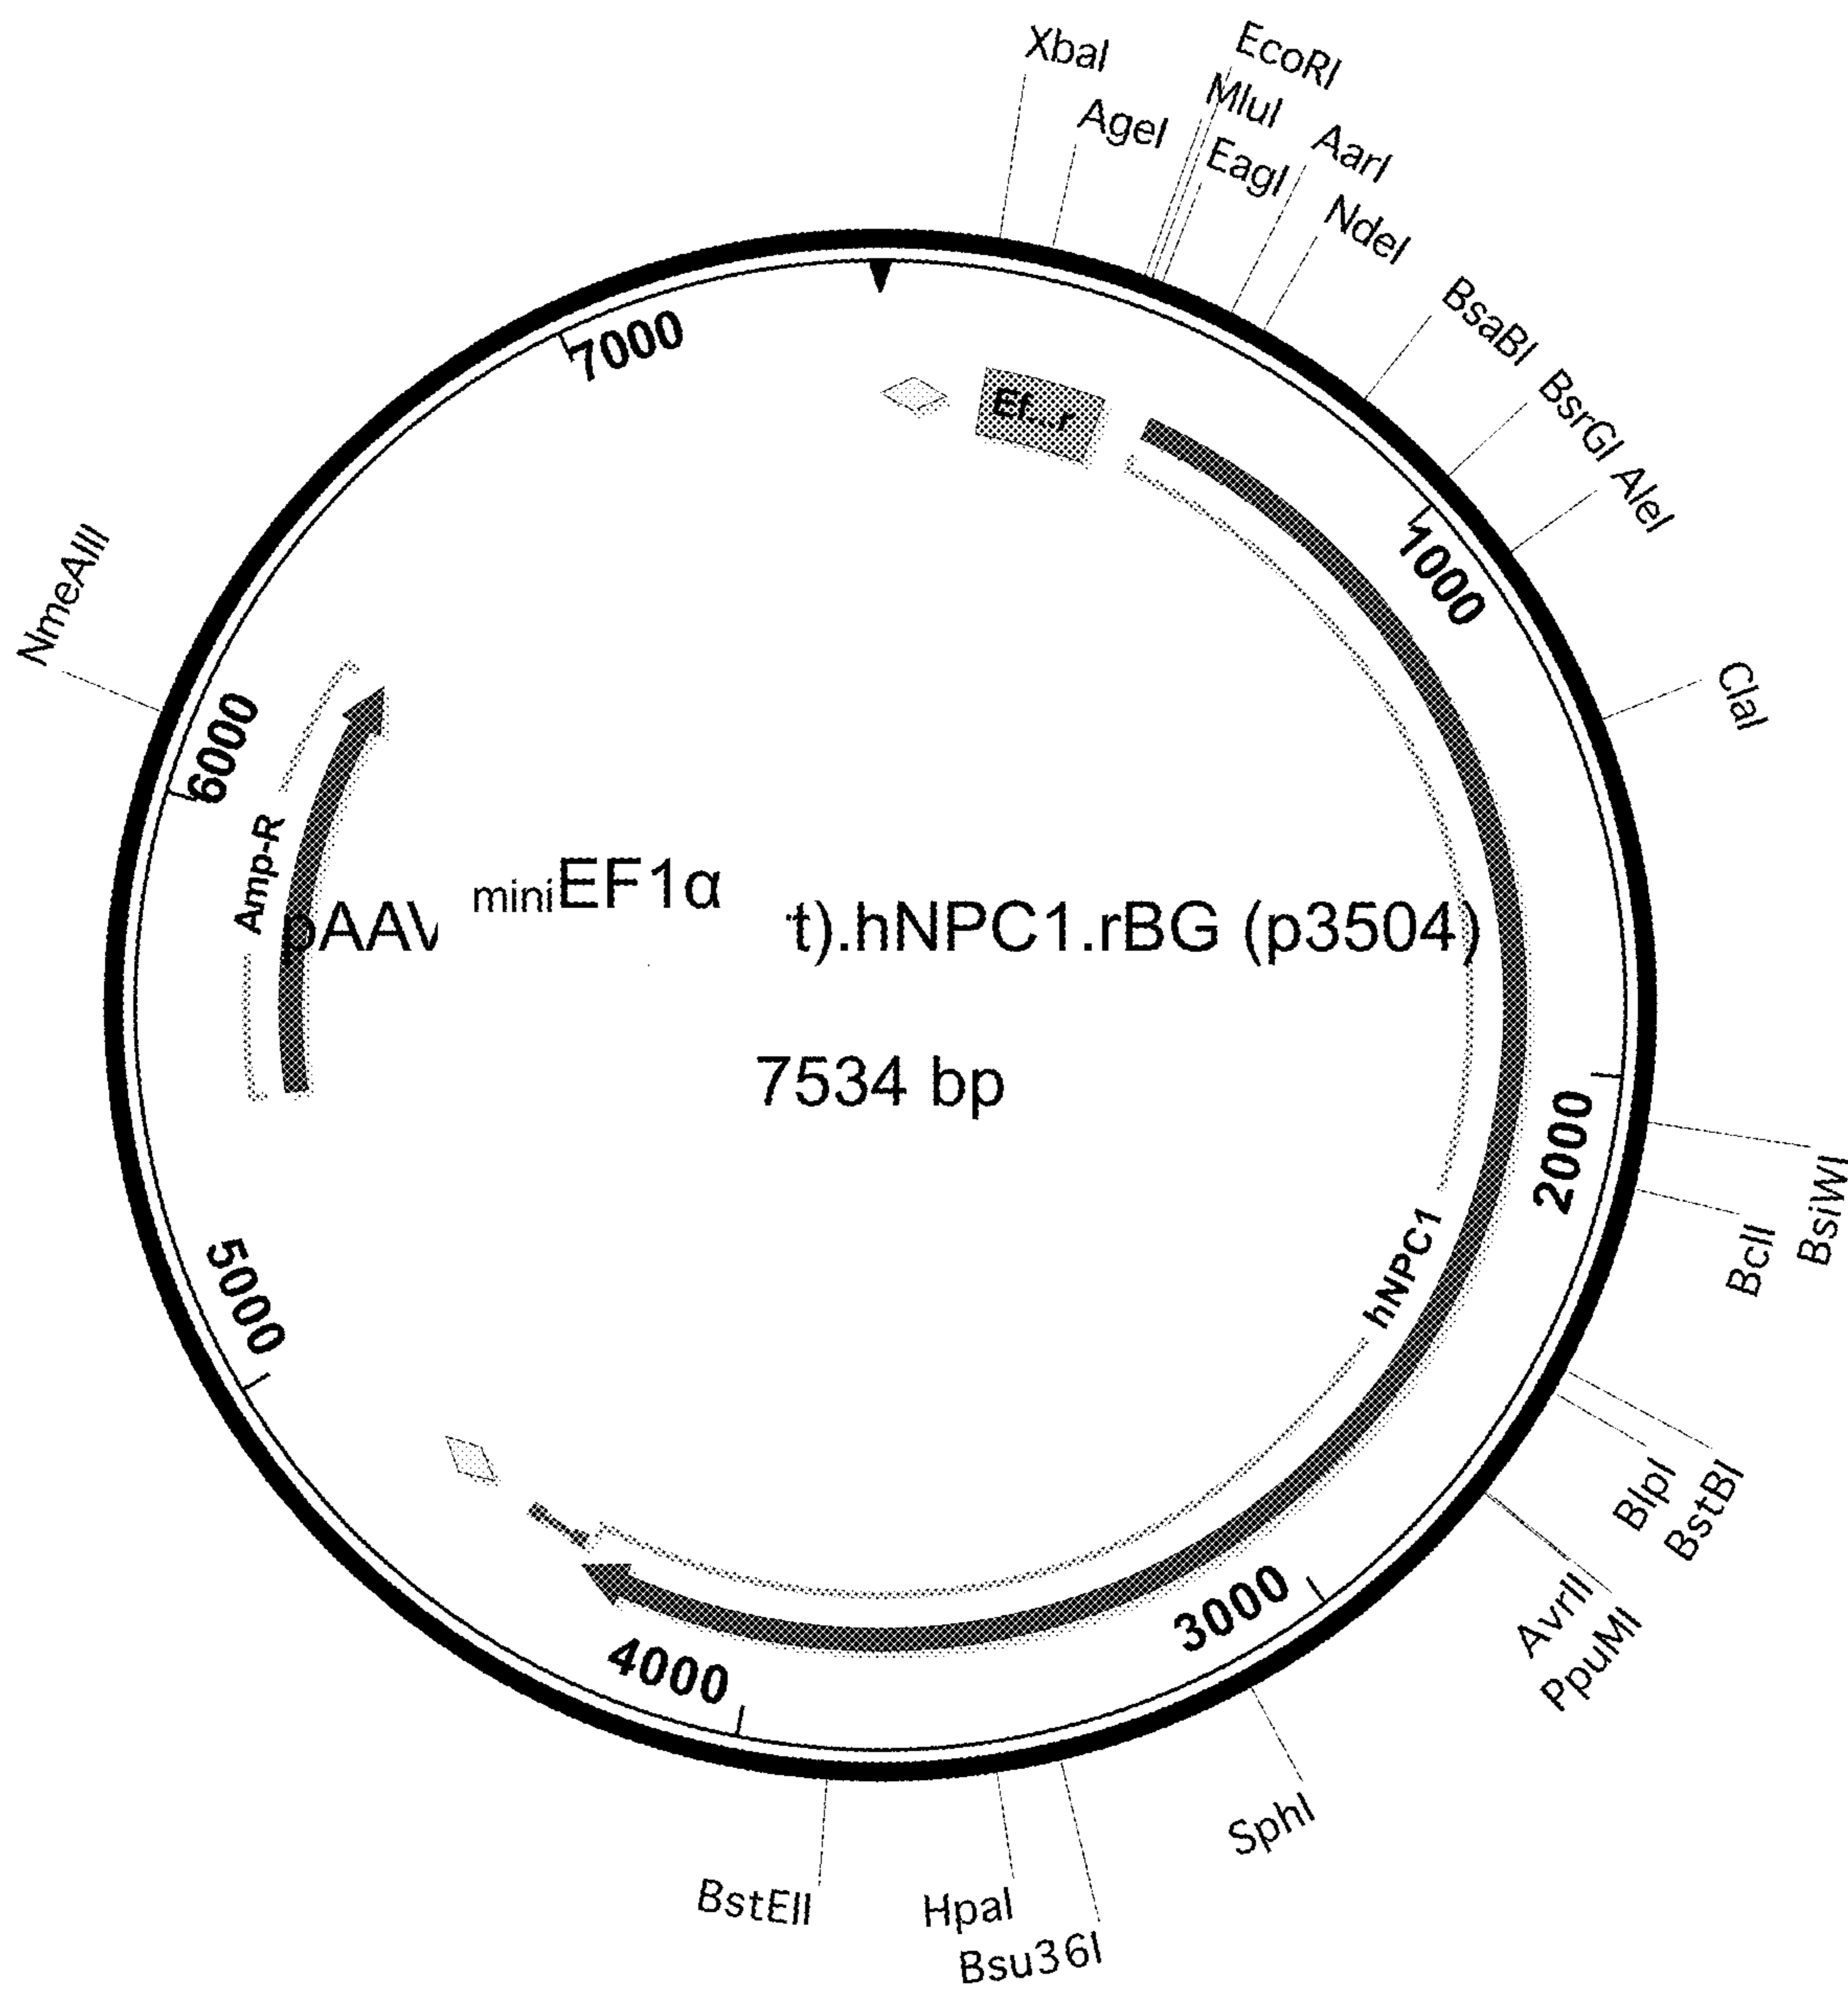 XbaI
AgeI
EcoRI
MluI
EagI
AarI
NdeI
BsaBI
BsrGI
AleI
ClaI
BsiWI
BclI
BstBI
BlpI
AvrII
PpuMI
SphI
Bsu36I
HpaI
BstEII
NmeAIII
7000
1000
2000
3000
4000
5000
6000
Ef...r
hNPC1
Amp-R
pAAV miniEF1α t).hNPC1.rBG (p3504)
7534 bp